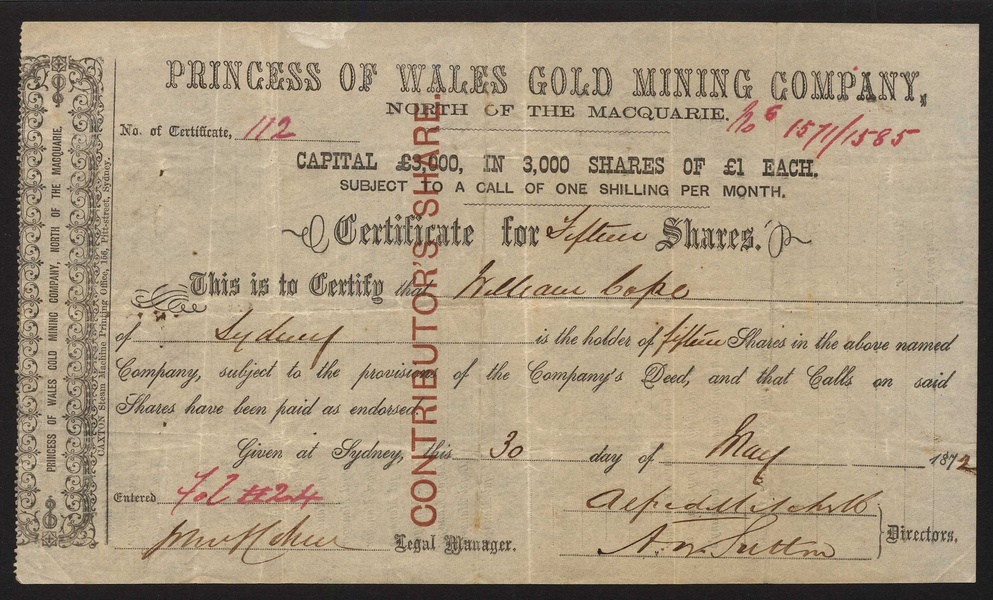 PRINCESS OF WALES GOLD MINING COMPANY,
NORTH OF THE MACQUARIE.
No. of Certificate, 112
Nos 1571/1585
CAPITAL £3,000, IN 3,000 SHARES OF £1 EACH.
SUBJECT TO A CALL OF ONE SHILLING PER MONTH.
Certificate for Fifteen Shares.
This is to Certify that William Cope
of Sydney is the holder of fifteen Shares in the above named
Company, subject to the provisions of the Company's Deed, and that Calls on said
Shares have been paid as endorsed.
Given at Sydney, this 30 day of May 1872
Entered Fol 204
Alfred Mitchell
Legal Manager.
A. W. Sutton
Directors.
CONTRIBUTOR'S SHARE.
PRINCESS OF WALES GOLD MINING COMPANY, NORTH OF THE MACQUARIE.
CAXTON Steam Machine Printing Office, 156, Pitt-street, Sydney.